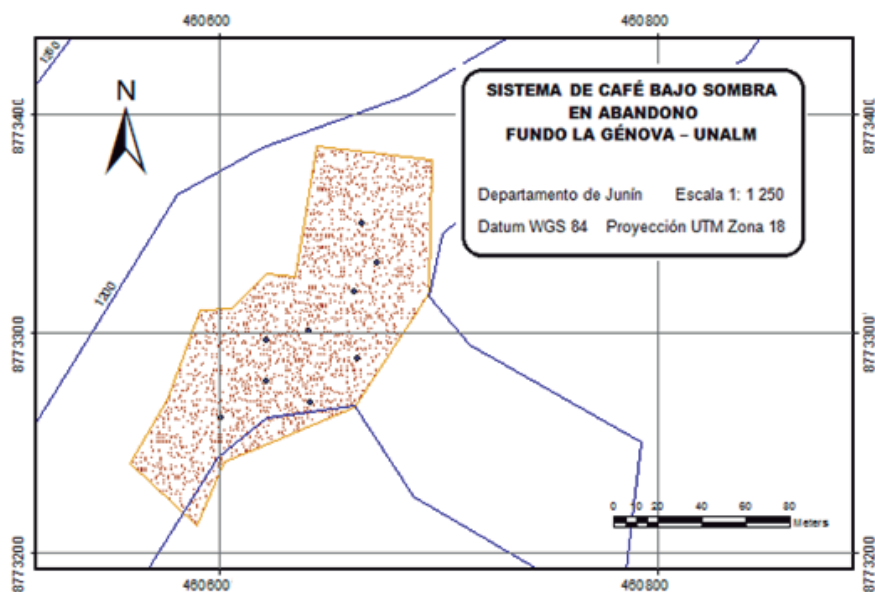 460600
460800
1200
N
SISTEMA DE CAFÉ BAJO SOMBRA
EN ABANDONO
FUNDO LA GÉNOVA – UNALM
Departamento de Junín Escala 1: 1 250
Datum WGS 84 Proyección UTM Zona 18
8773400
8773400
1200
8773300
8773300
0 10 20 40 60 80
Meters
8773200
8773200
460600
460800